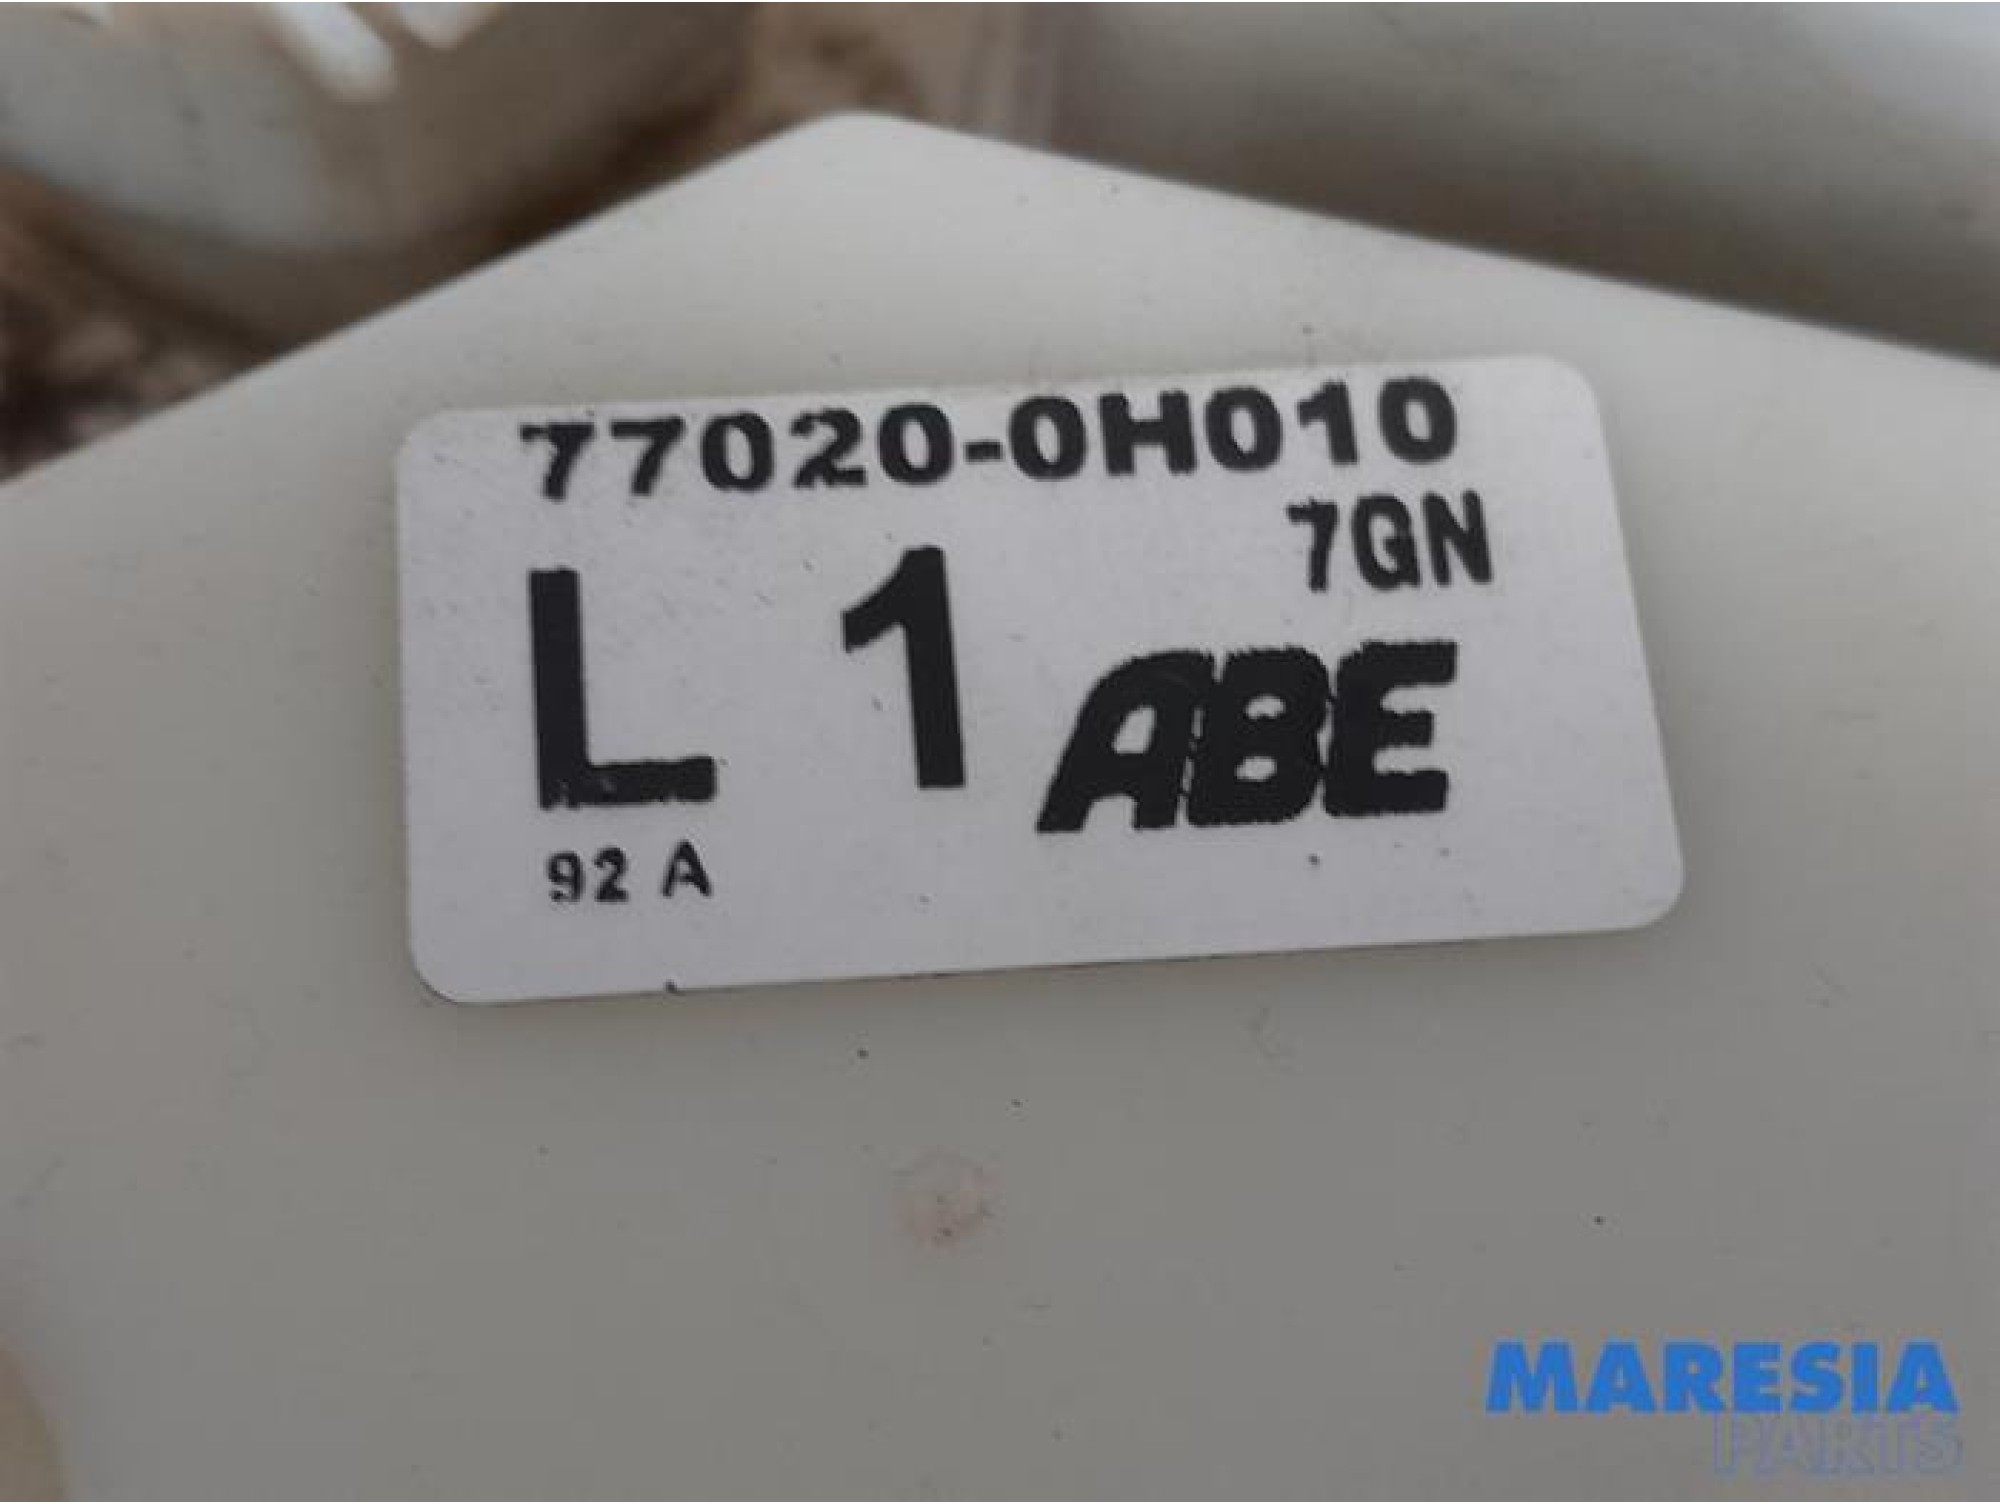 77020-0H010
7GN
L 1 ABE
92 A
MARESIA
PARTS